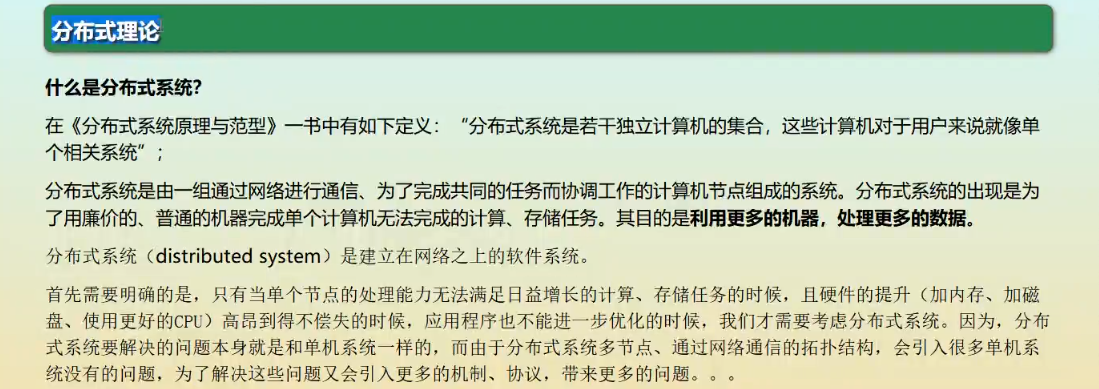 分布式理论
什么是分布式系统?
在《分布式系统原理与范型》一书中有如下定义：“分布式系统是若干独立计算机的集合，这些计算机对于用户来说就像单
个相关系统”；
分布式系统是由一组通过网络进行通信、为了完成共同的任务而协调工作的计算机节点组成的系统。分布式系统的出现是为
了用廉价的、普通的机器完成单个计算机无法完成的计算、存储任务。其目的是利用更多的机器，处理更多的数据。
分布式系统（distributed system）是建立在网络之上的软件系统。
首先需要明确的是，只有当单个节点的处理能力无法满足日益增长的计算、存储任务的时候，且硬件的提升（加内存、加磁
盘、使用更好的CPU）高昂到得不偿失的时候，应用程序也不能进一步优化的时候，我们才需要考虑分布式系统。因为，分布
式系统要解决的问题本身就是和单机系统一样的，而由于分布式系统多节点、通过网络通信的拓扑结构，会引入很多单机系
统没有的问题，为了解决这些问题又会引入更多的机制、协议，带来更多的问题。。。